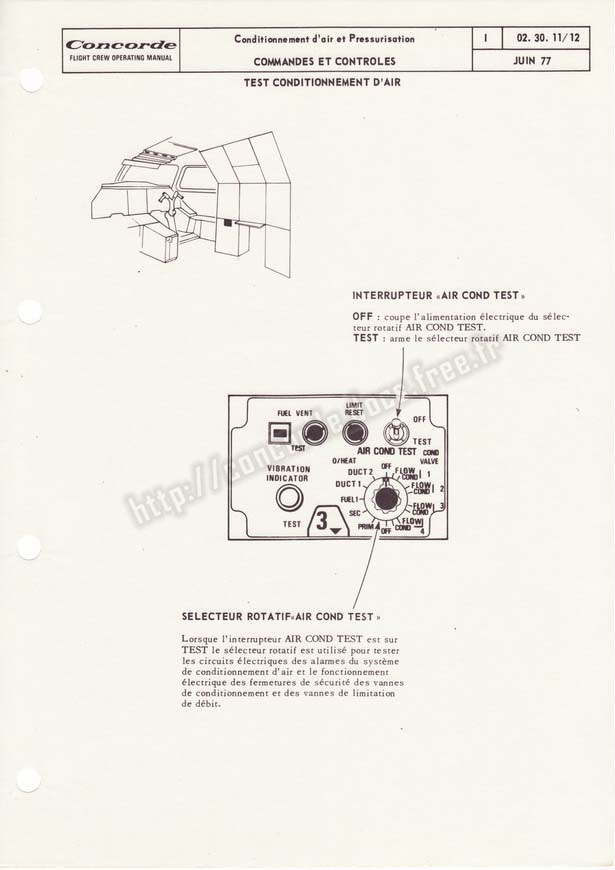 Concorde
FLIGHT CREW OPERATING MANUAL
Conditionnement d'air et Pressurisation
COMMANDES ET CONTROLES
I
02. 30. 11/12
JUIN 77
TEST CONDITIONNEMENT D'AIR
INTERRUPTEUR «AIR COND TEST»
OFF : coupe l'alimentation électrique du sélec-
teur rotatif AIR COND TEST.
TEST : arme le sélecteur rotatif AIR COND TEST
FUEL VENT
TEST
LIMIT
RESET
OFF
TEST
AIR COND TEST
COND
VALVE
O/HEAT
OFF
DUCT 2
DUCT 1
FUEL 1
SEC
PRIM
OFF
FLOW
COND
1
FLOW
COND
2
FLOW
COND
3
FLOW
COND
4
VIBRATION
INDICATOR
TEST
3
SELECTEUR ROTATIF«AIR COND TEST »
Lorsque l'interrupteur AIR COND TEST est sur
TEST le sélecteur rotatif est utilisé pour tester
les circuits électriques des alarmes du système
de conditionnement d'air et le fonctionnement
électrique des fermetures de sécurité des vannes
de conditionnement et des vannes de limitation
de débit.
http://concorde.docs.free.fr